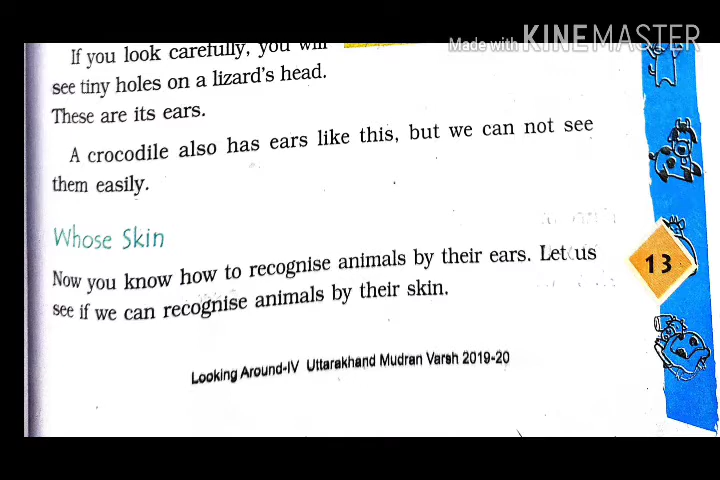 Made with KINEMASTER
If you look carefully, you will
see tiny holes on a lizard's head.
These are its ears.
A crocodile also has ears like this, but we can not see
them easily.
Whose Skin
Now you know how to recognise animals by their ears. Let us
see if we can recognise animals by their skin.
13
Looking Around-IV Uttarakhand Mudran Varsh 2019-20